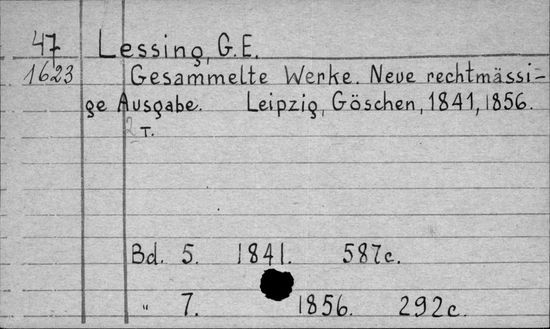 47 Lessing, G.E.
1623 Gesammelte Werke. Neue rechtmässi-
ge Ausgabe. Leipzig, Göschen, 1841, 1856.
2 T.
Bd. 5. 1841. 587c.
" 7. 1856. 292c.